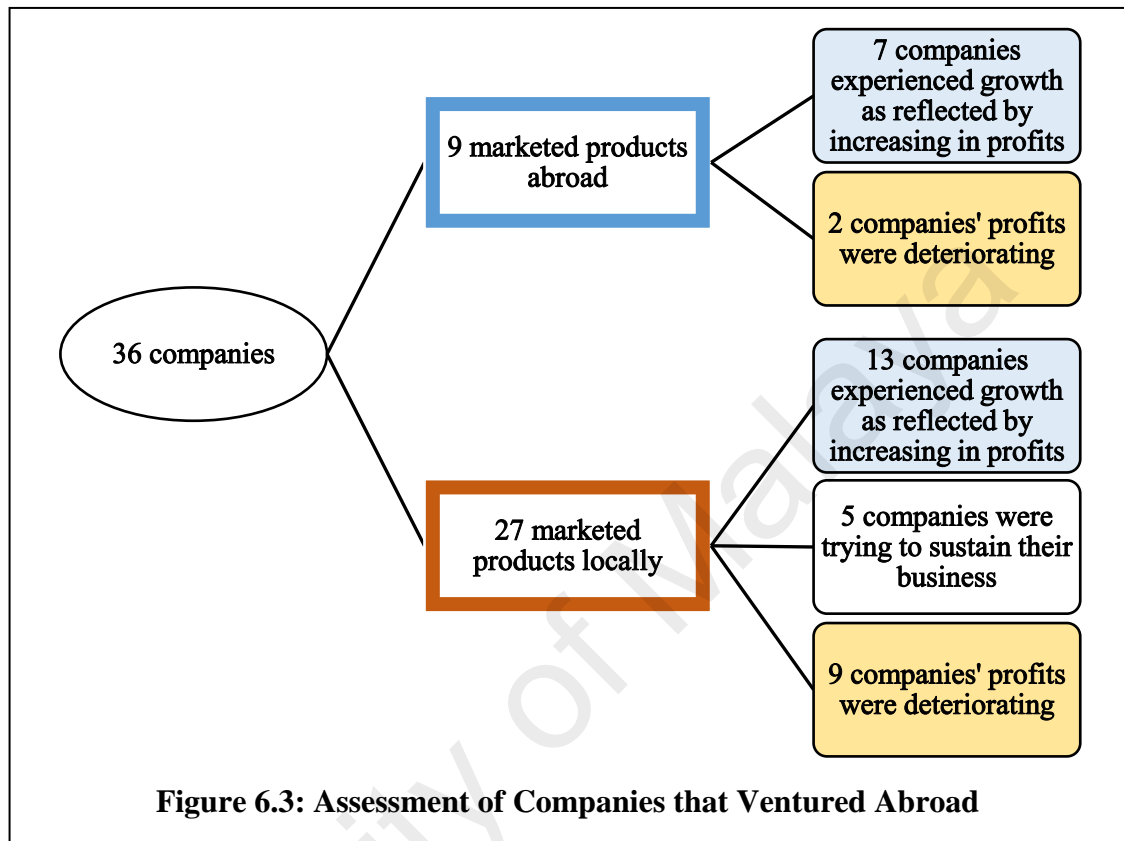 7 companies
experienced growth
as reflected by
increasing in profits
9 marketed products
abroad
2 companies' profits
were deteriorating
36 companies
13 companies
experienced growth
as reflected by
increasing in profits
27 marketed
products locally
5 companies were
trying to sustain their
business
9 companies' profits
were deteriorating
Figure 6.3: Assessment of Companies that Ventured Abroad
ity of Malaya